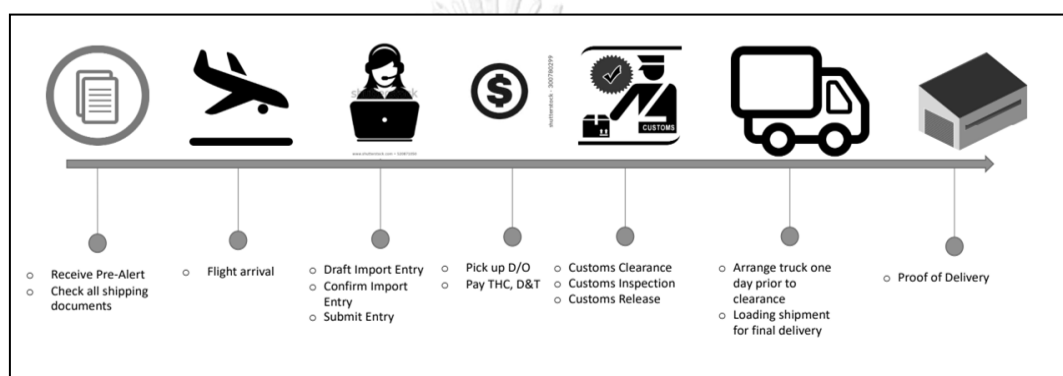 Receive Pre-Alert
Check all shipping
documents
Flight arrival
Draft Import Entry
Confirm Import
Entry
Submit Entry
Pick up D/O
Pay THC, D&T
Customs Clearance
Customs Inspection
Customs Release
Arrange truck one
day prior to
clearance
Loading shipment
for final delivery
Proof of Delivery
$
CUSTOMS
shutterstock · 300780299